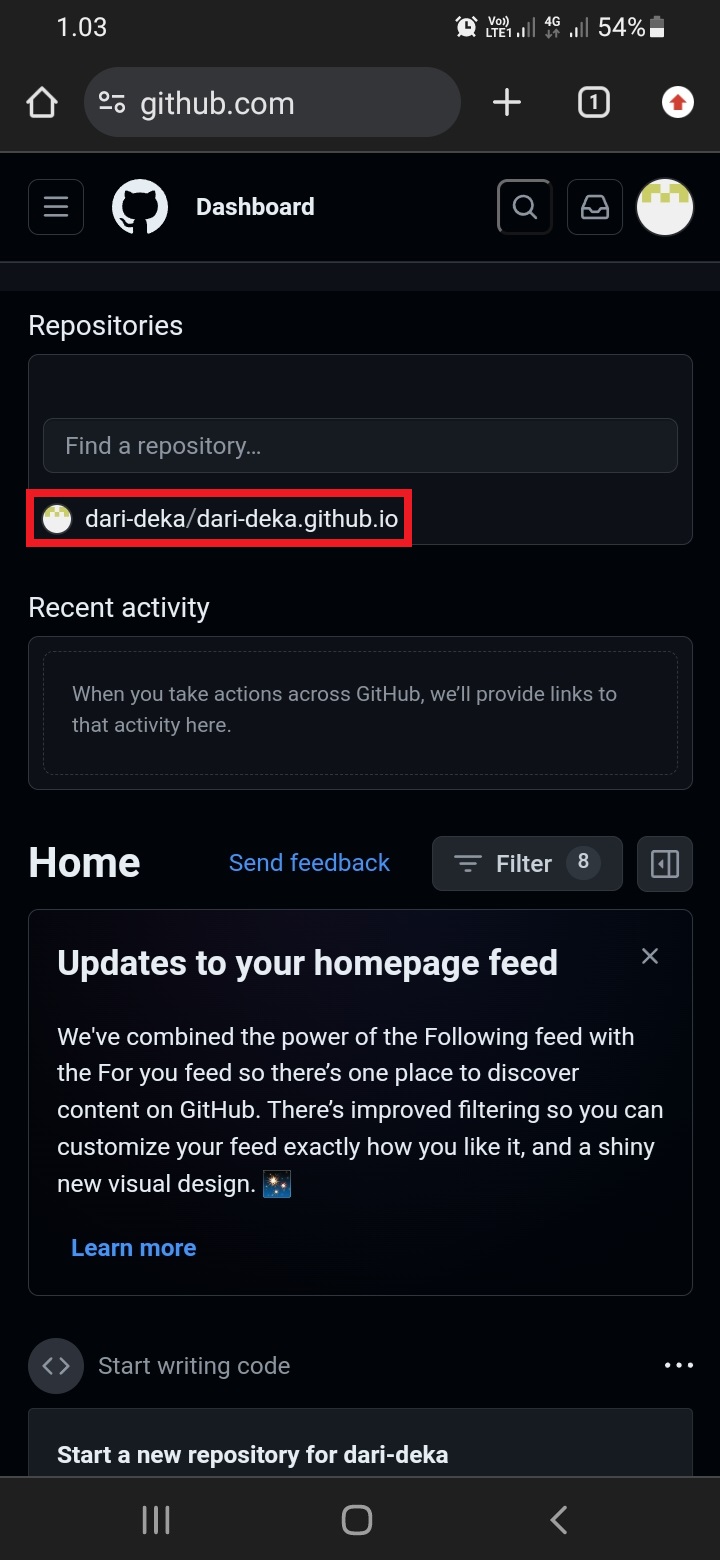 1.03
Vo)) LTE1 4G 54%
github.com
1
Dashboard
Repositories
Find a repository…
dari-deka/dari-deka.github.io
Recent activity
When you take actions across GitHub, we’ll provide links to
that activity here.
Home Send feedback Filter 8
Updates to your homepage feed
We've combined the power of the Following feed with
the For you feed so there’s one place to discover
content on GitHub. There’s improved filtering so you can
customize your feed exactly how you like it, and a shiny
new visual design.
Learn more
Start writing code
Start a new repository for dari-deka